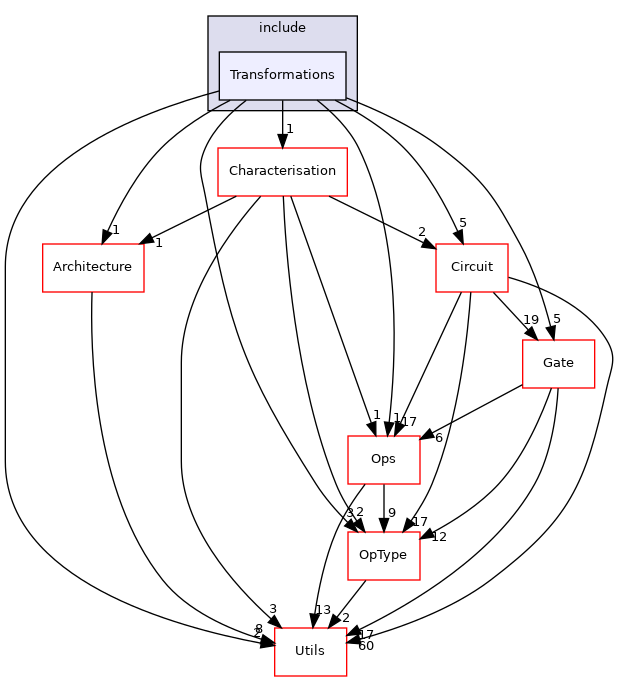 include
Transformations
1
Characterisation
1
1
2
5
Architecture
Circuit
19
5
Gate
1
1
17
6
Ops
3
2
9
17
12
OpType
3
13
2
2
8
17
60
Utils